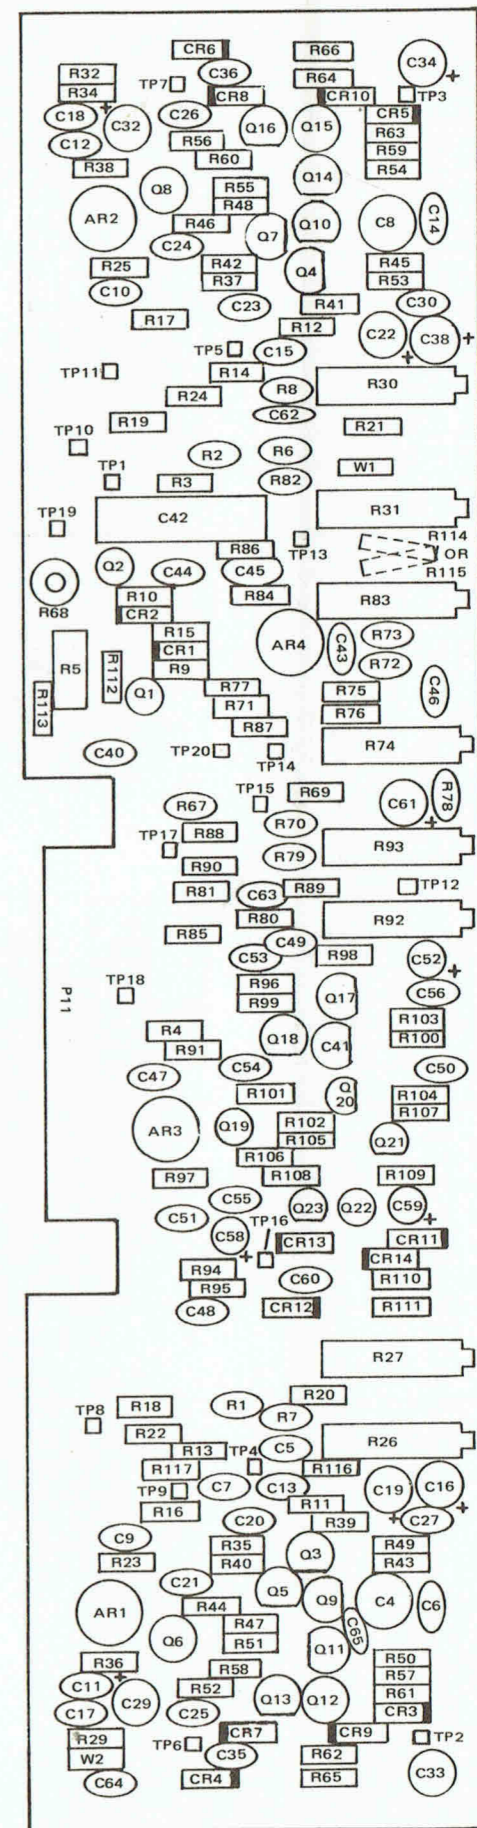 CR6
R66
C34
R32
TP7
C36
R64
R34
CR8
CR10
TP3
C18
C32
C26
Q16
Q15
CR5
C12
R56
R63
R60
R59
R38
R54
Q14
Q8
R55
AR2
R48
C14
R46
Q7
Q10
C8
C24
R25
R42
Q4
R45
C10
R37
R53
C23
R41
C30
R17
R12
C22
C38
TP5
C15
TP11
R14
R30
R24
R8
R19
C62
R21
TP10
R2
R6
W1
TP1
R3
R82
TP19
C42
R31
TP13
R114
OR
R115
R86
Q2
C44
C45
R68
R10
R84
R83
CR2
R15
AR4
C43
R73
R5
CR1
R9
R72
R112
R113
Q1
R77
R75
C46
R71
R76
R87
R74
C40
TP20
TP14
R69
TP15
C61
R78
R67
R70
R88
TP17
R79
R93
R90
R81
C63
R89
TP12
R80
R92
R85
C49
C53
R98
C52
P11
TP18
R96
Q17
C56
R99
R103
R4
Q18
C41
R100
R91
C54
C47
R101
Q
20
C50
R104
AR3
Q19
R102
R107
R105
Q21
R106
R97
R108
R109
C55
C51
Q23
Q22
C59
TP16
C58
CR13
CR11
CR14
R94
C60
R110
R95
C48
CR12
R111
R27
R20
R18
R1
TP8
R7
R22
R26
R13
TP4
C5
R117
R116
C7
C13
C19
C16
TP9
R11
R16
C20
R39
C27
C9
R35
Q3
R49
R23
R40
R43
C21
Q5
Q9
C4
C6
AR1
R44
R47
C65
Q6
R51
Q11
R36
R50
R58
R57
C11
R52
Q13
Q12
R61
C29
CR3
C17
C25
R29
CR7
CR9
TP2
TP6
W2
C35
R62
C64
CR4
R65
C33